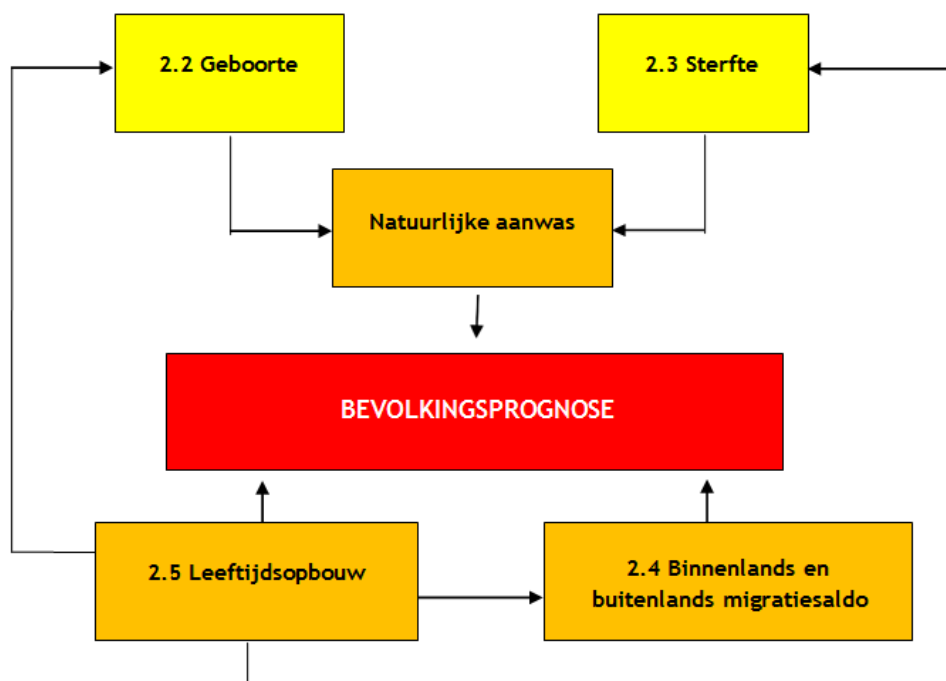 2.2 Geboorte
2.3 Sterfte
Natuurlijke aanwas
BEVOLKINGSPROGNOSE
2.5 Leeftijdsopbouw
2.4 Binnenlands en
buitenlands migratiesaldo